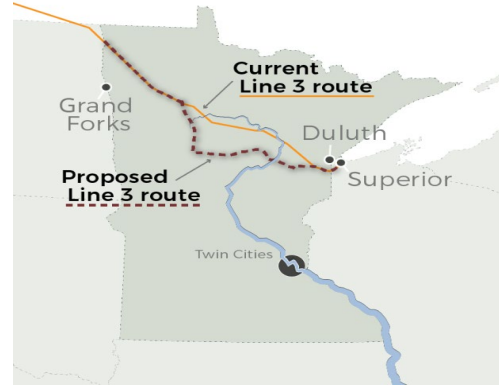 Current
Line 3 route
Grand
Forks
Duluth
Superior
Proposed
Line 3 route
Twin Cities